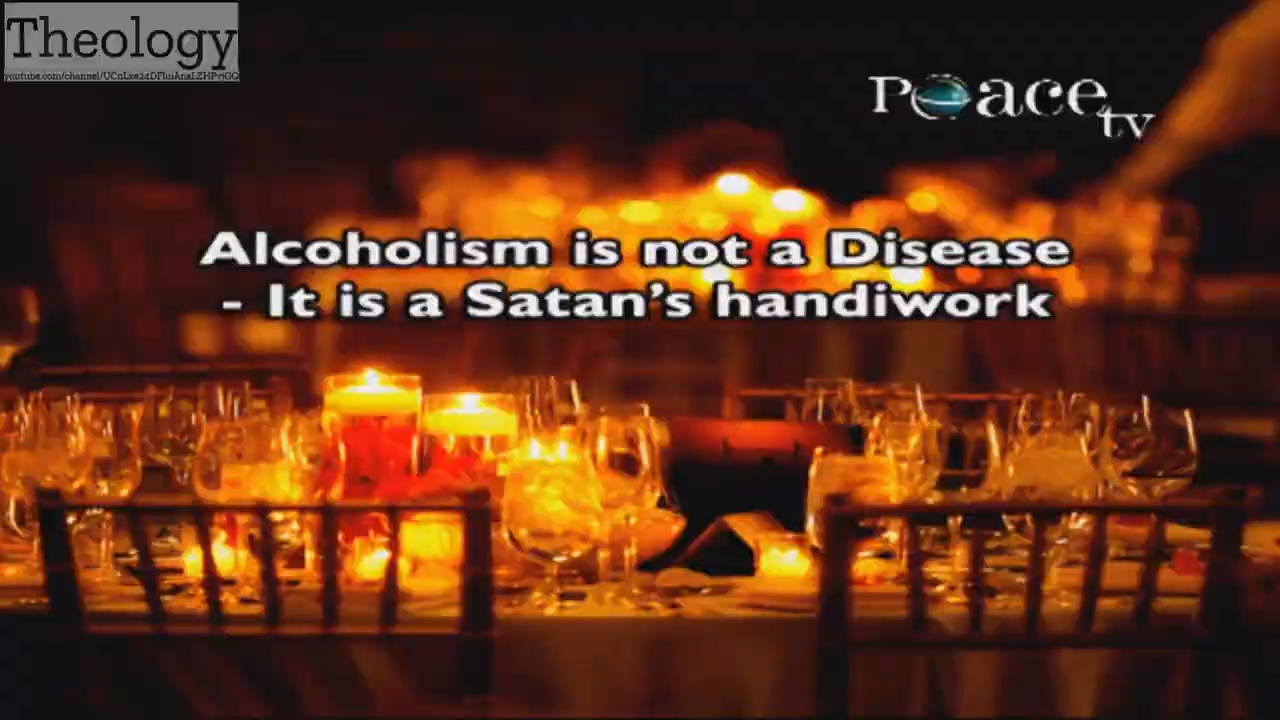 Theology
Peace
tv
Alcoholism is not a Disease
- It is a Satan's handiwork